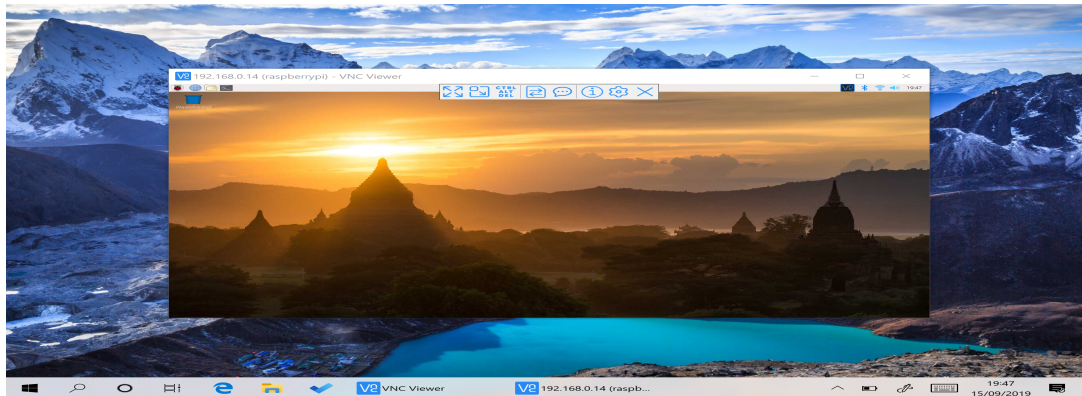 192.168.0.14 (raspberrypi) - VNC Viewer
CTRL
ALT
DEL
19:47
VNC Viewer
192.168.0.14 (raspb...
19:47
15/09/2019